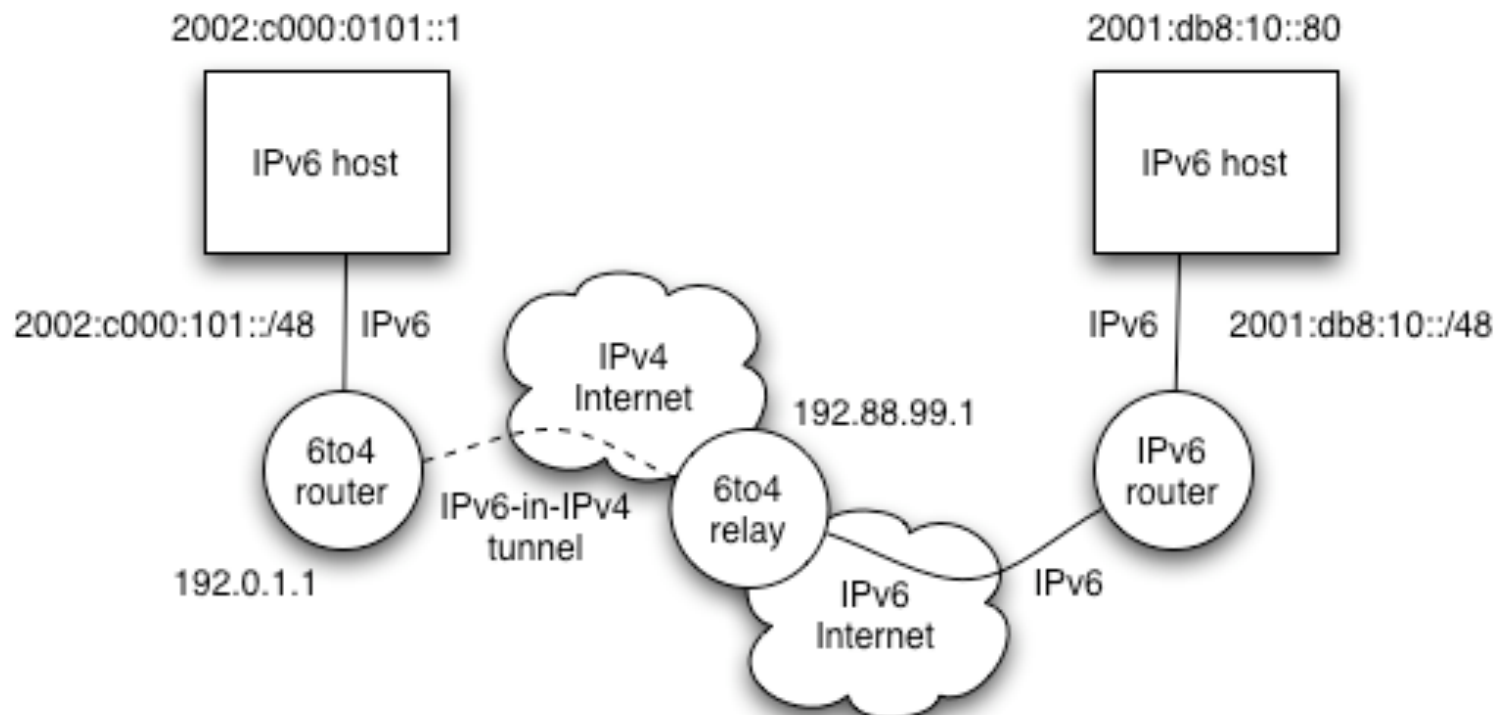 2002:c000:0101::1
2001:db8:10::80
IPv6 host
IPv6 host
2002:c000:101::/48
IPv6
IPv6
2001:db8:10::/48
IPv4
Internet
192.88.99.1
6to4
router
IPv6
router
6to4
relay
IPv6-in-IPv4
tunnel
192.0.1.1
IPv6
Internet
IPv6